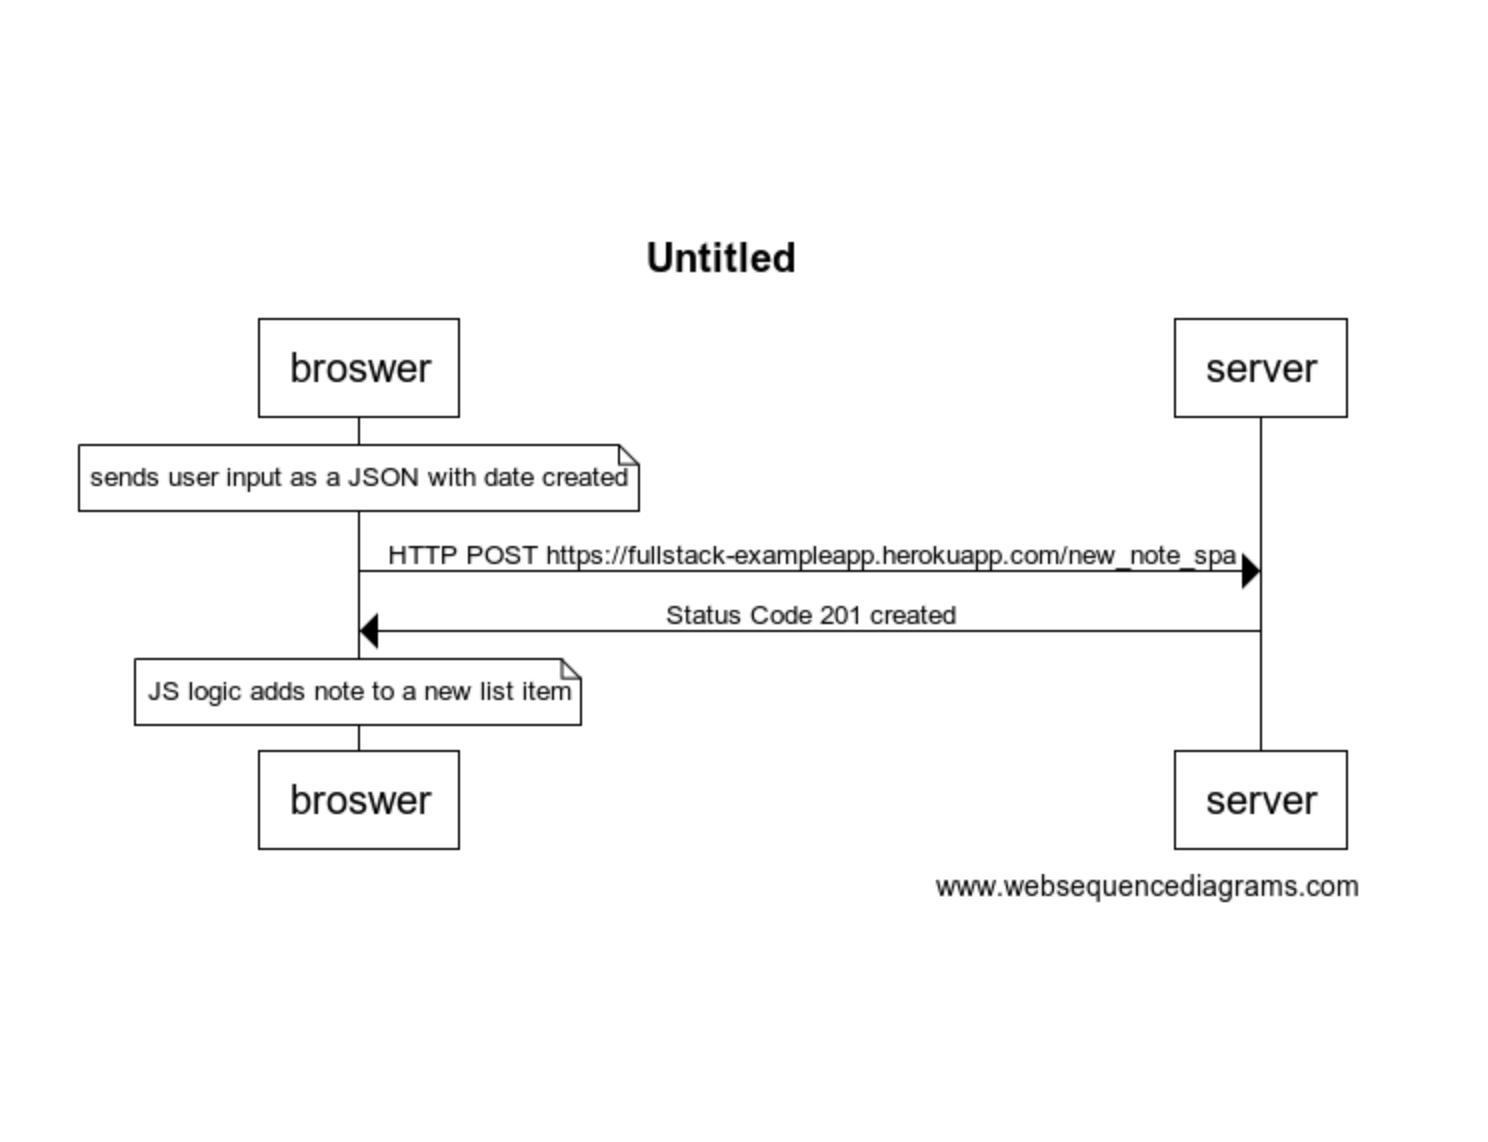 Untitled
broswer
server
sends user input as a JSON with date created
HTTP POST https://fullstack-exampleapp.herokuapp.com/new_note_spa
Status Code 201 created
JS logic adds note to a new list item
broswer
server
www.websequencediagrams.com